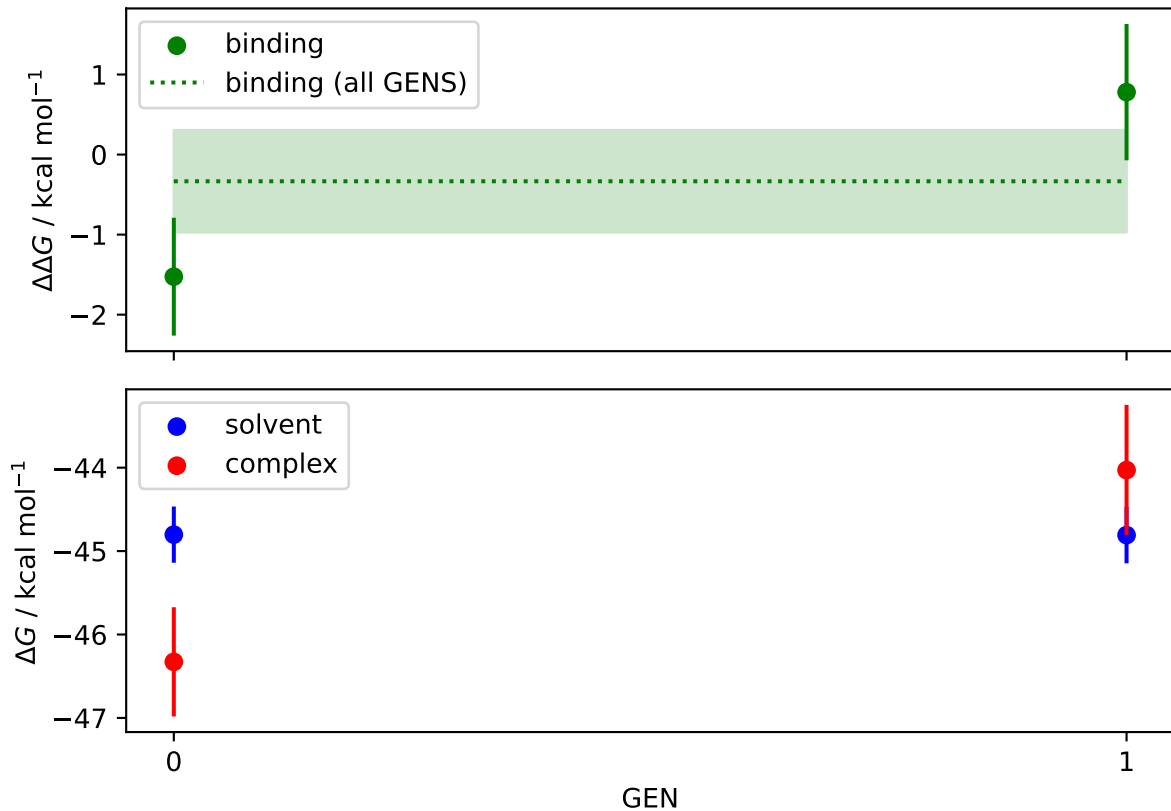 binding
binding (all GENS)
ΔΔG / kcal mol⁻¹
1
0
−1
−2
solvent
complex
ΔG / kcal mol⁻¹
−44
−45
−46
−47
0
1
GEN